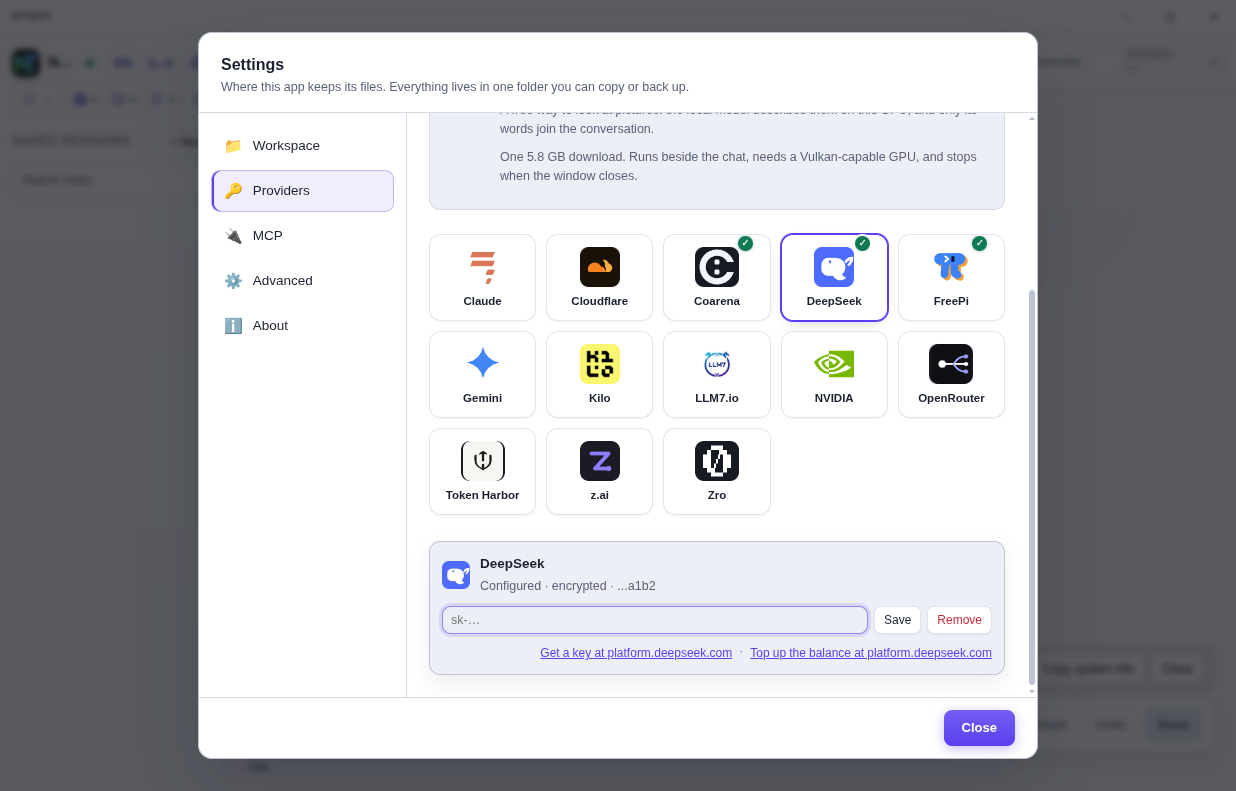 Settings
Where this app keeps its files. Everything lives in one folder you can copy or back up.
📁 Workspace
🔑 Providers
🔌 MCP
⚙️ Advanced
ℹ️ About
words join the conversation.
One 5.8 GB download. Runs beside the chat, needs a Vulkan-capable GPU, and stops
when the window closes.
Claude
Cloudflare
Coarena
DeepSeek
FreePi
Gemini
Kilo
LLM7
LLM7.io
NVIDIA
OpenRouter
Token Harbor
z.ai
Zro
DeepSeek
Configured · encrypted · ...a1b2
sk-...
Save
Remove
Get a key at platform.deepseek.com · Top up the balance at platform.deepseek.com
Close